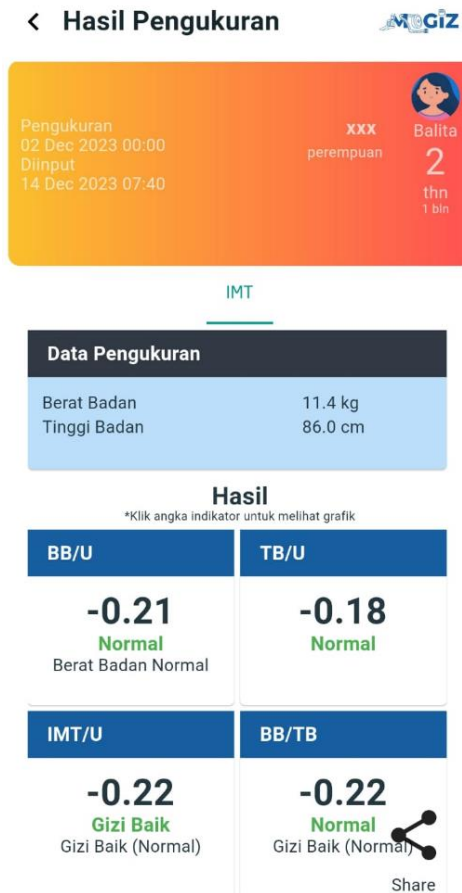 Hasil Pengukuran
MOGIZ
Pengukuran
02 Dec 2023 00:00
Diinput
14 Dec 2023 07:40
xxx
perempuan
Balita
2
thn
1 bln
IMT
Data Pengukuran
Berat Badan 11.4 kg
Tinggi Badan 86.0 cm
Hasil
*Klik angka indikator untuk melihat grafik
BB/U
-0.21
Normal
Berat Badan Normal
TB/U
-0.18
Normal
IMT/U
-0.22
Gizi Baik
Gizi Baik (Normal)
BB/TB
-0.22
Normal
Gizi Baik (Normal)
Share